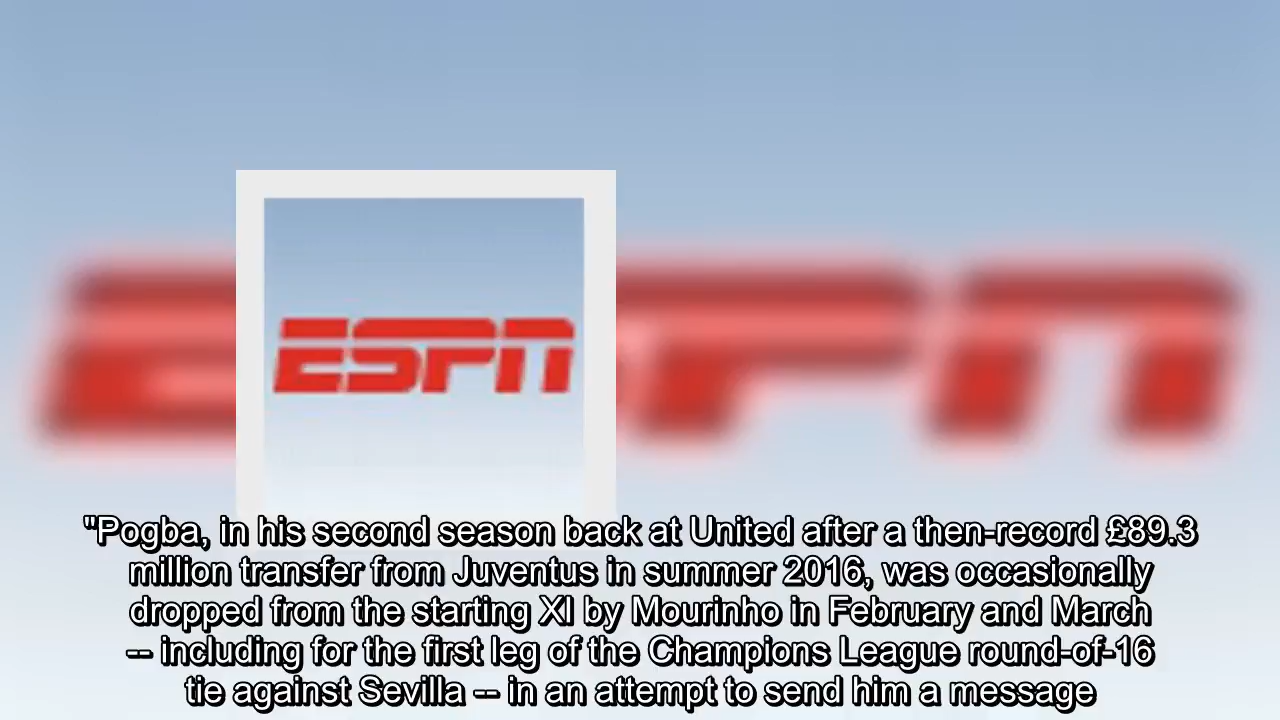 ESPN
ESPN
"Pogba, in his second season back at United after a then-record £89.3
million transfer from Juventus in summer 2016, was occasionally
dropped from the starting XI by Mourinho in February and March
-- including for the first leg of the Champions League round-of-16
tie against Sevilla -- in an attempt to send him a message